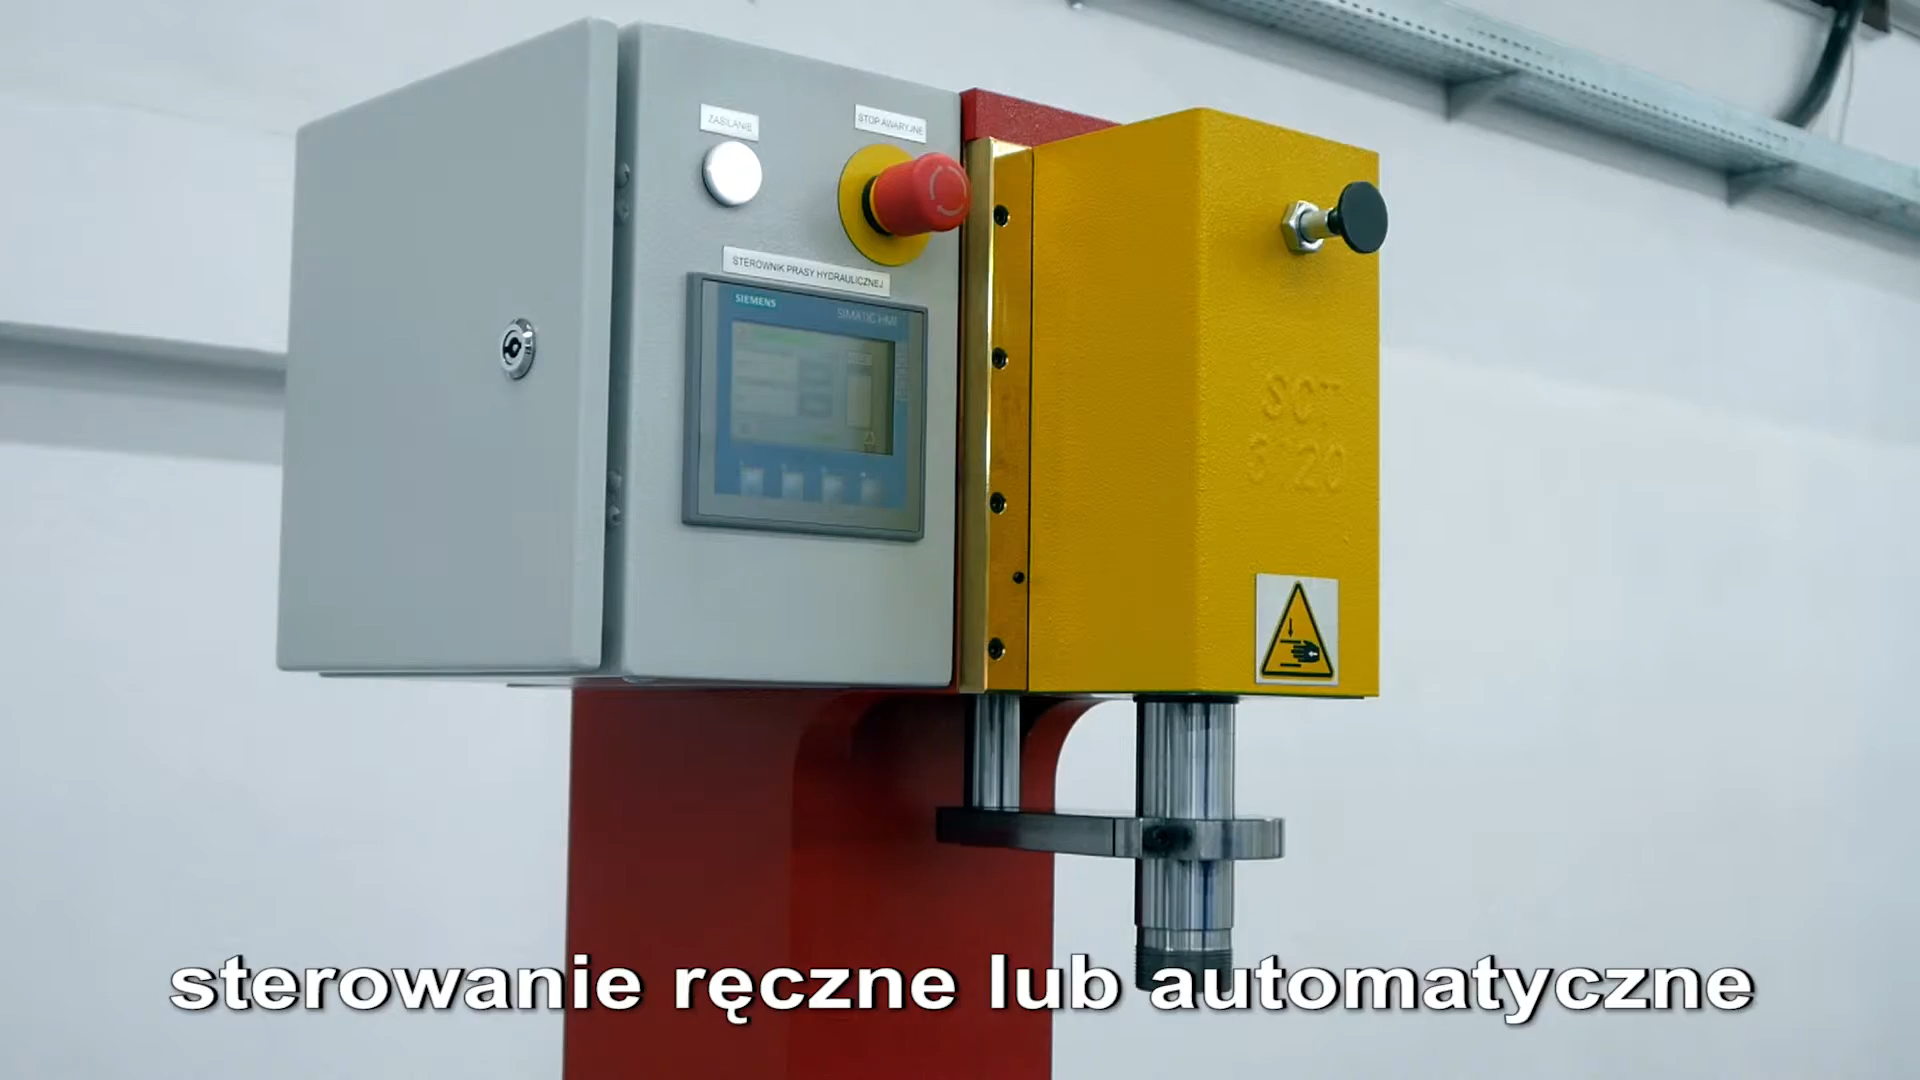 ZASILANIE
STOP AWARYJNE
STEROWNIK PRASY HYDRAULICZNEJ
SIEMENS
SIMATIC HMI
sterowanie ręczne lub automatyczne